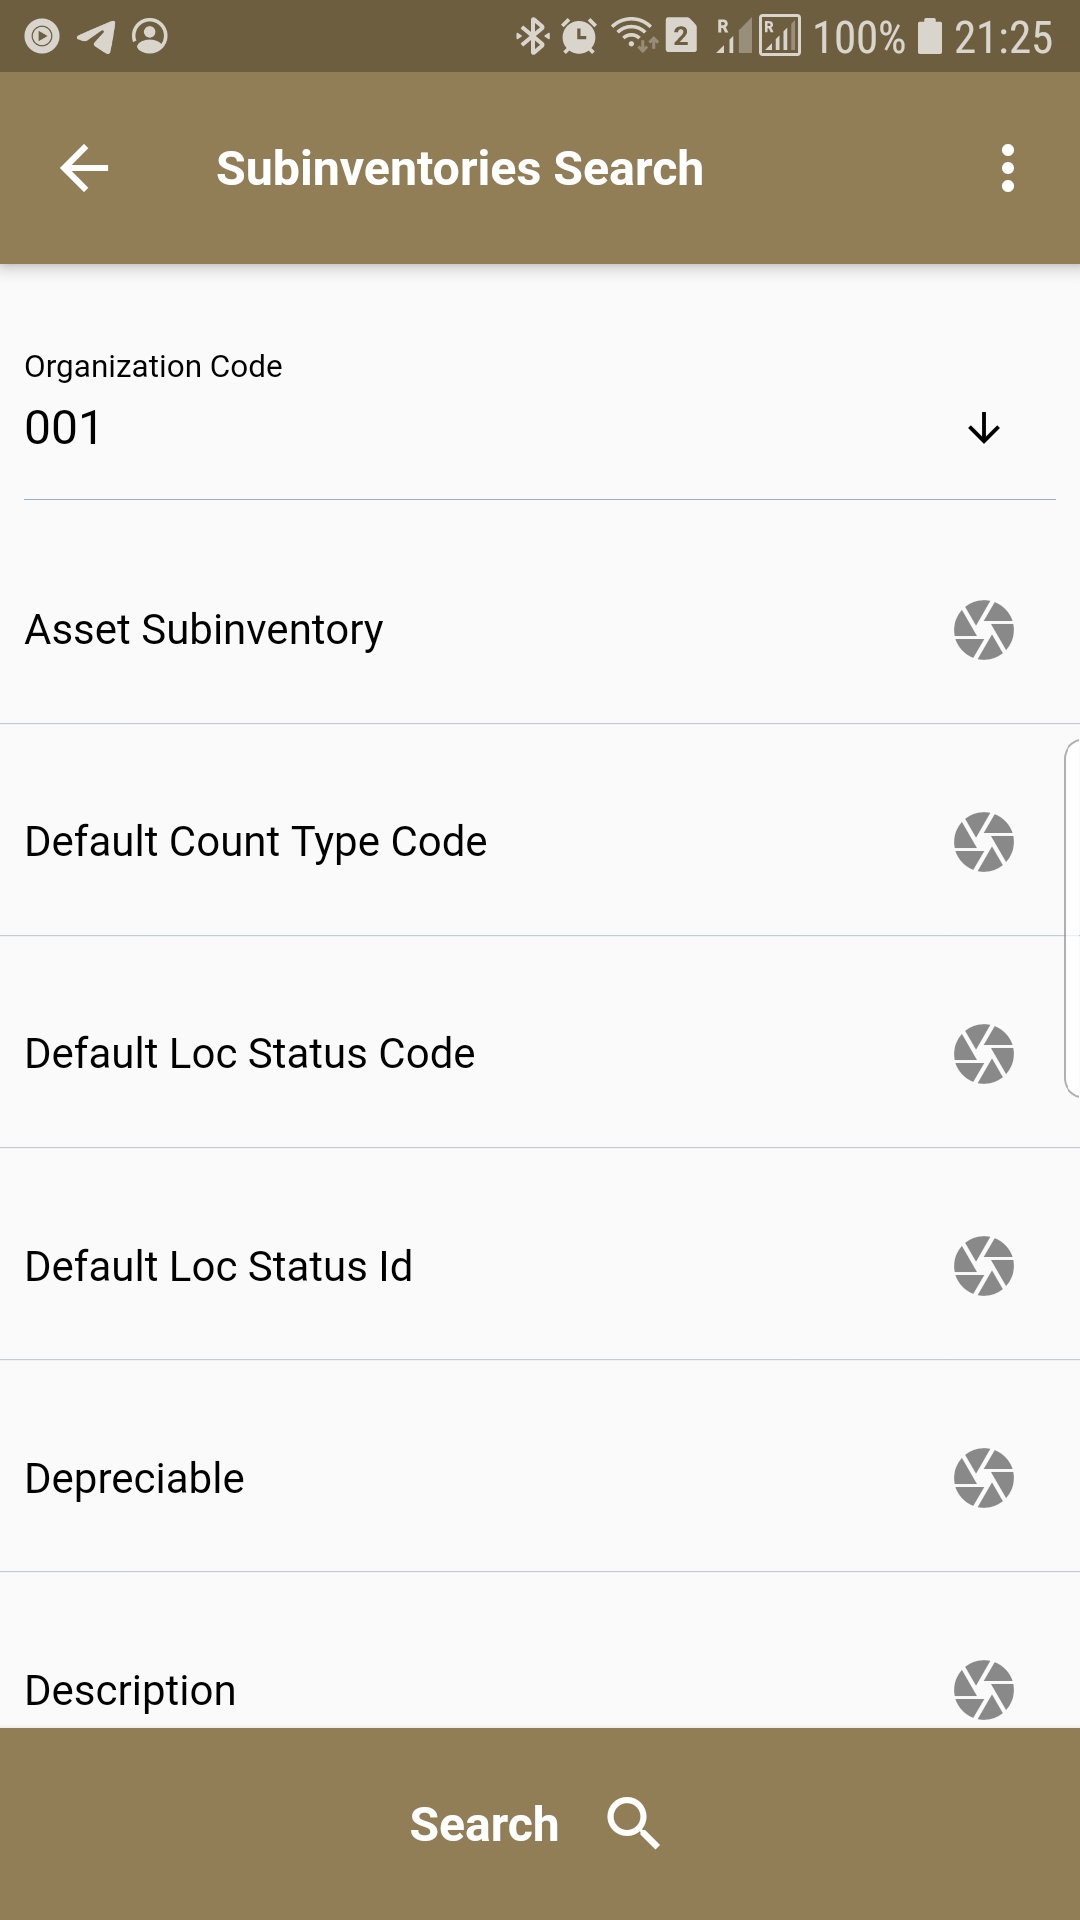 2 R R 100% 21:25
Subinventories Search
Organization Code
001
Asset Subinventory
Default Count Type Code
Default Loc Status Code
Default Loc Status Id
Depreciable
Description
Search